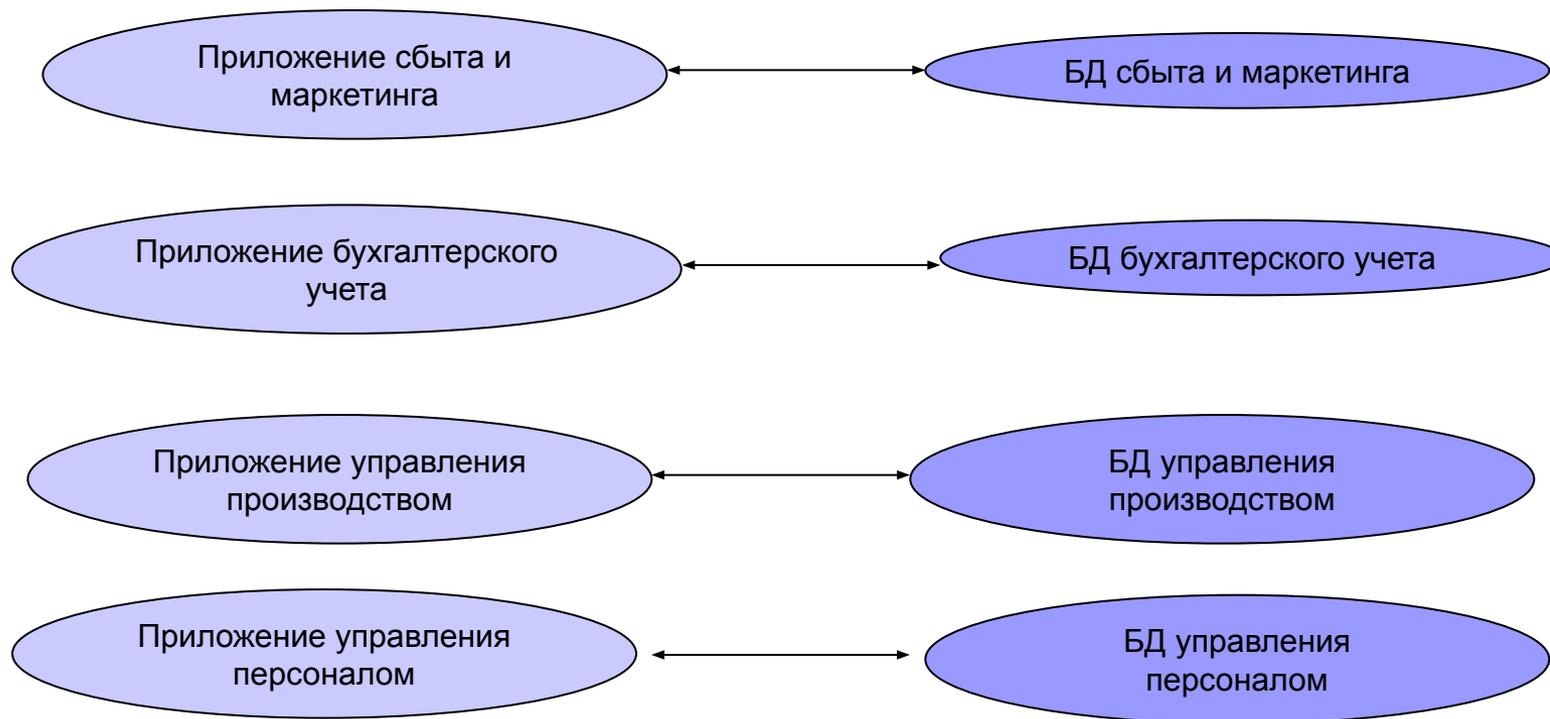 Приложение сбыта и
маркетинга
БД сбыта и маркетинга
Приложение бухгалтерского
учета
БД бухгалтерского учета
Приложение управления
производством
БД управления
производством
Приложение управления
персоналом
БД управления
персоналом